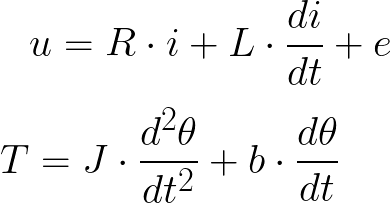 u = R · i + L · di/dt + e
T = J · d²θ/dt² + b · dθ/dt